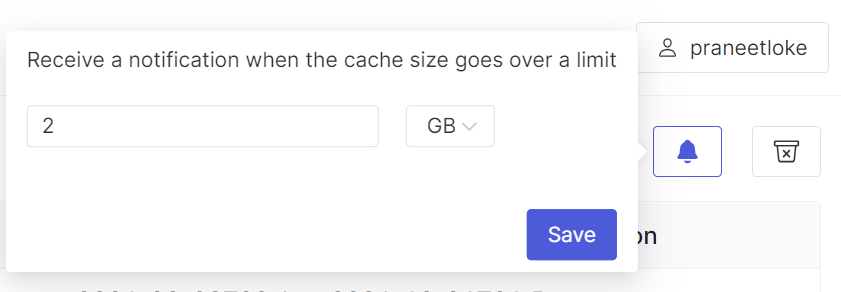 Receive a notification when the cache size goes over a limit
praneetloke
2
GB
Save
on